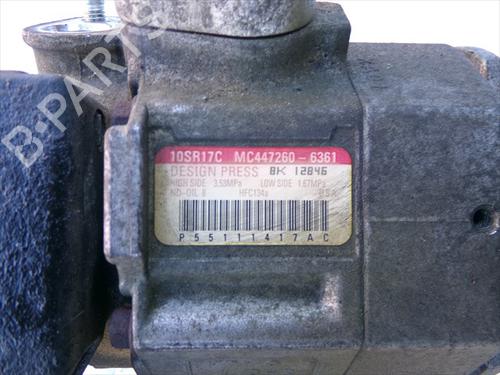 B-PARTS
10SR17C MC447260-6361
DESIGN PRESS 8K 12846
HIGH SIDE 3.53MPa LOW SIDE 1.67MPa
ND-OIL 8 HFC134a
P55111417AC